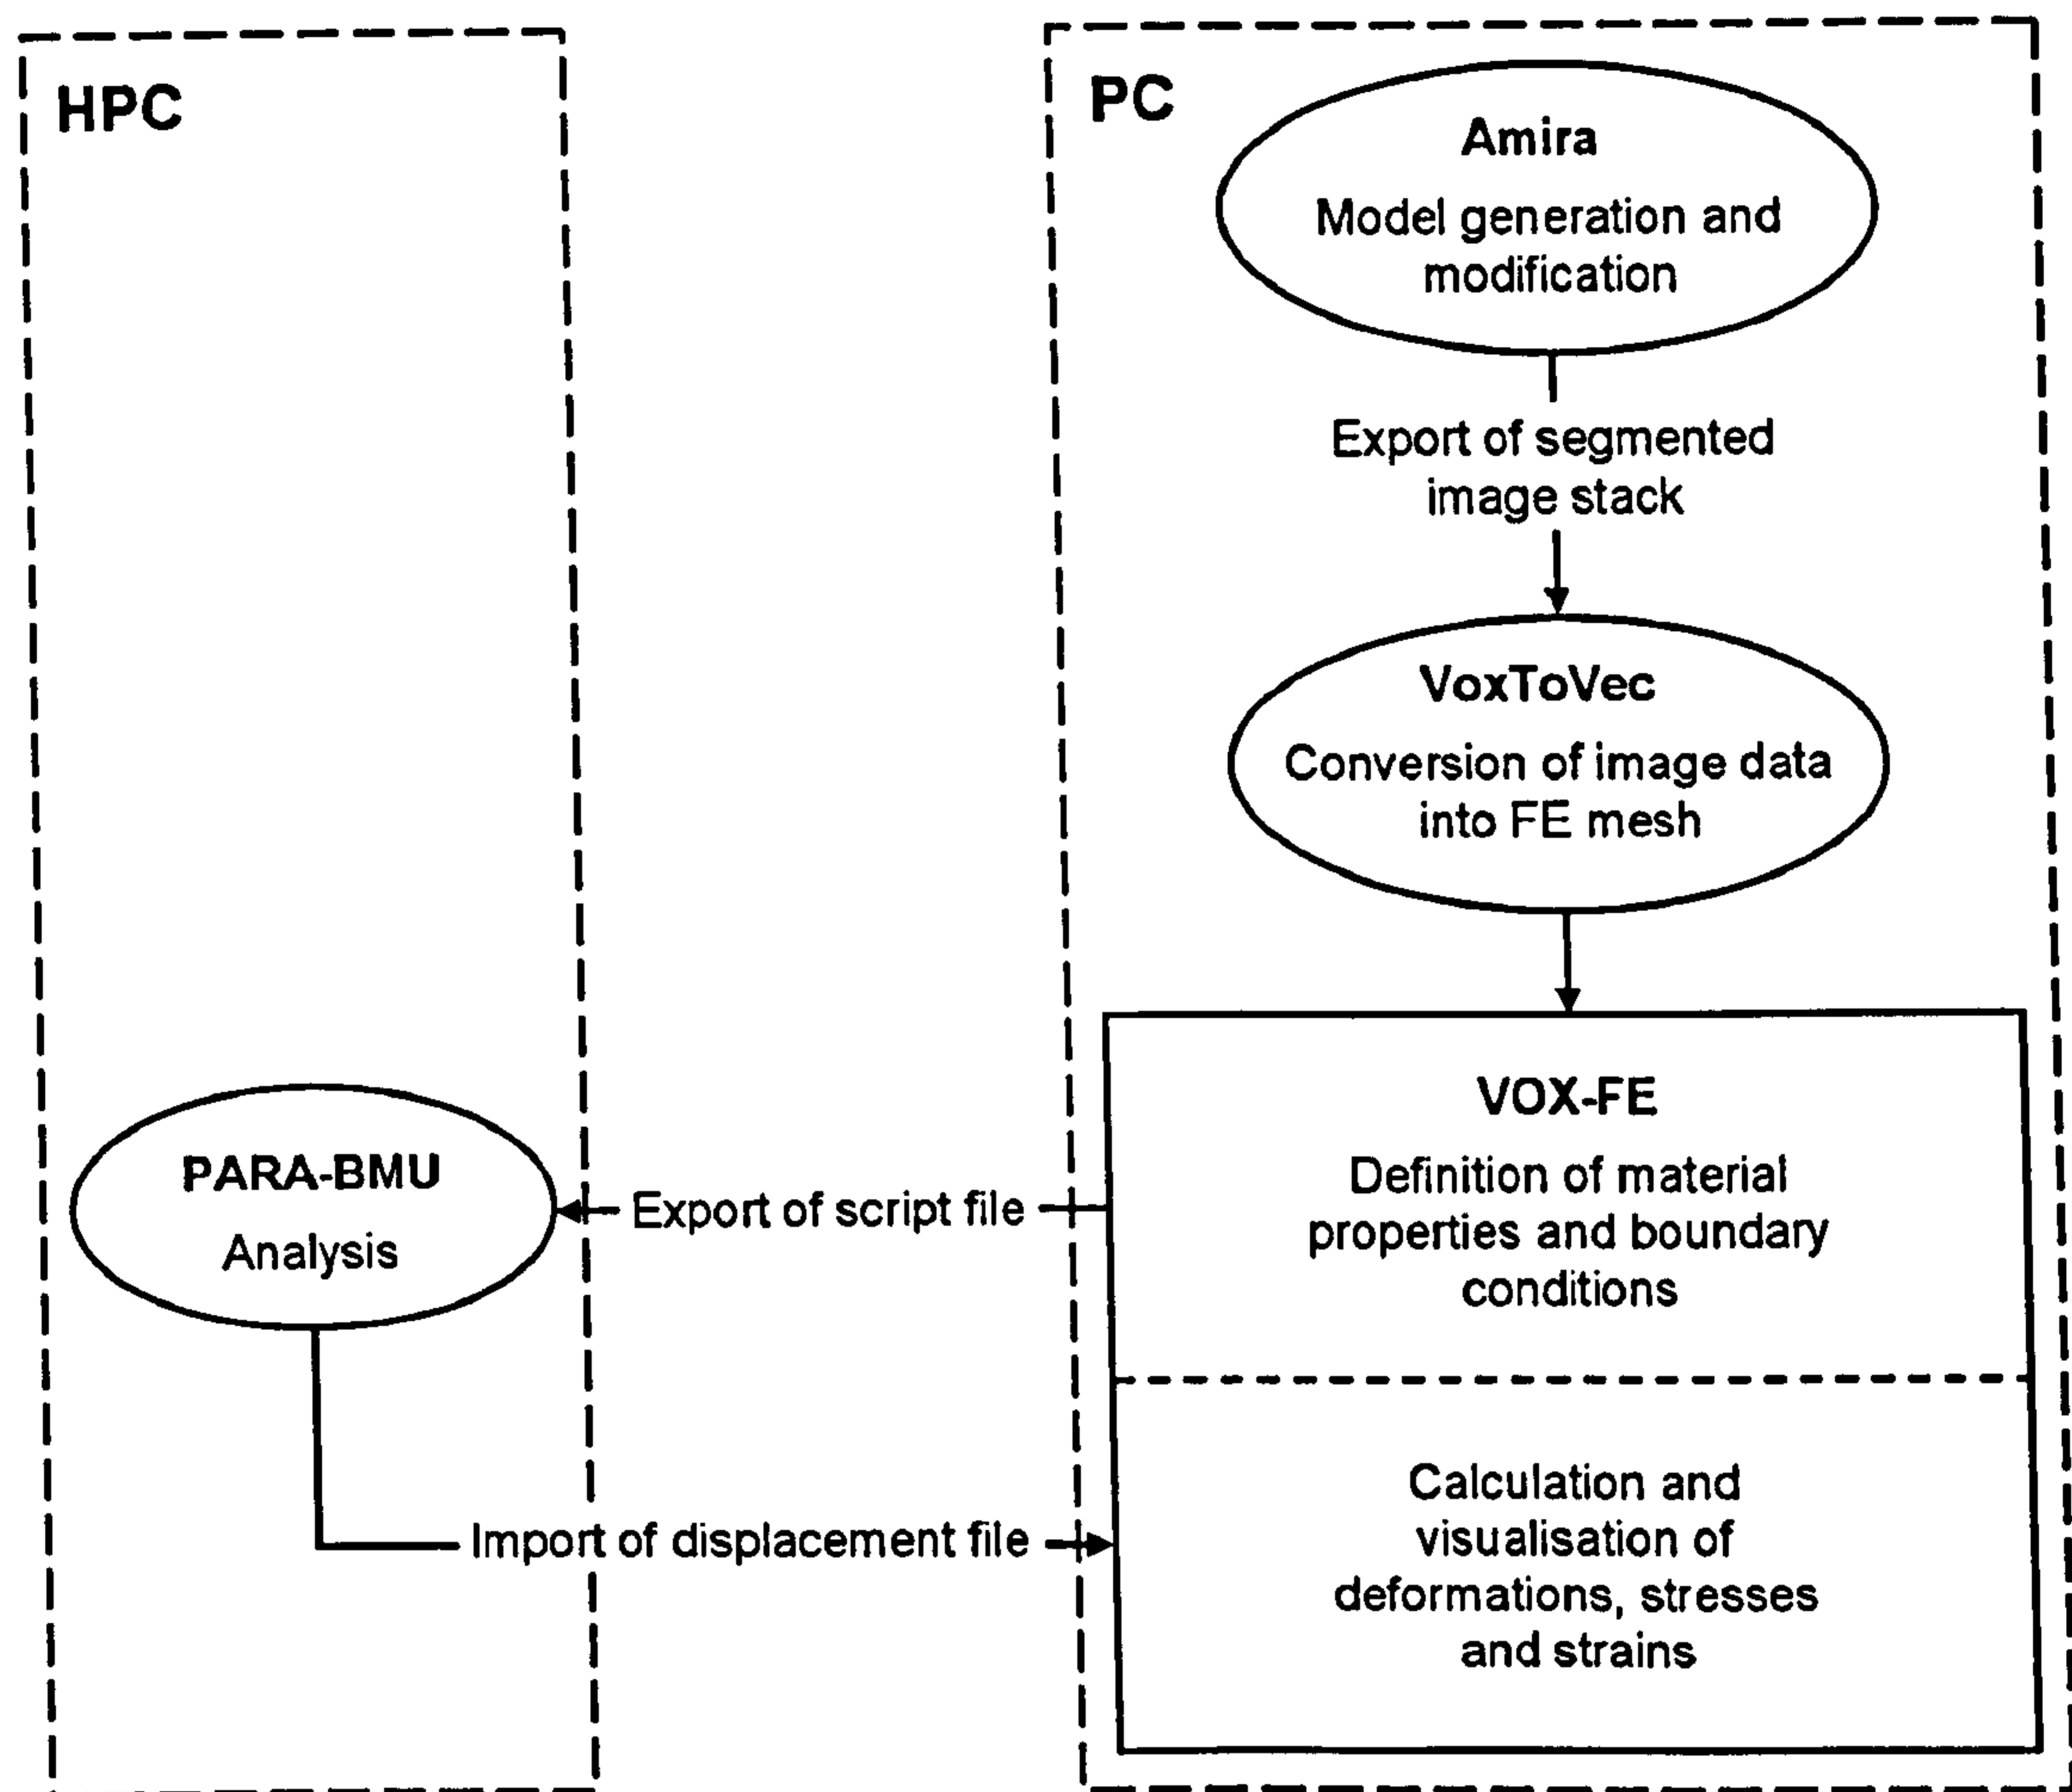 HPC
PC
Amira
Model generation and
modification
Export of segmented
image stack
VoxToVec
Conversion of image data
into FE mesh
VOX-FE
Definition of material
properties and boundary
conditions
PARA-BMU
Analysis
Export of script file
Calculation and
visualisation of
deformations, stresses
and strains
Import of displacement file